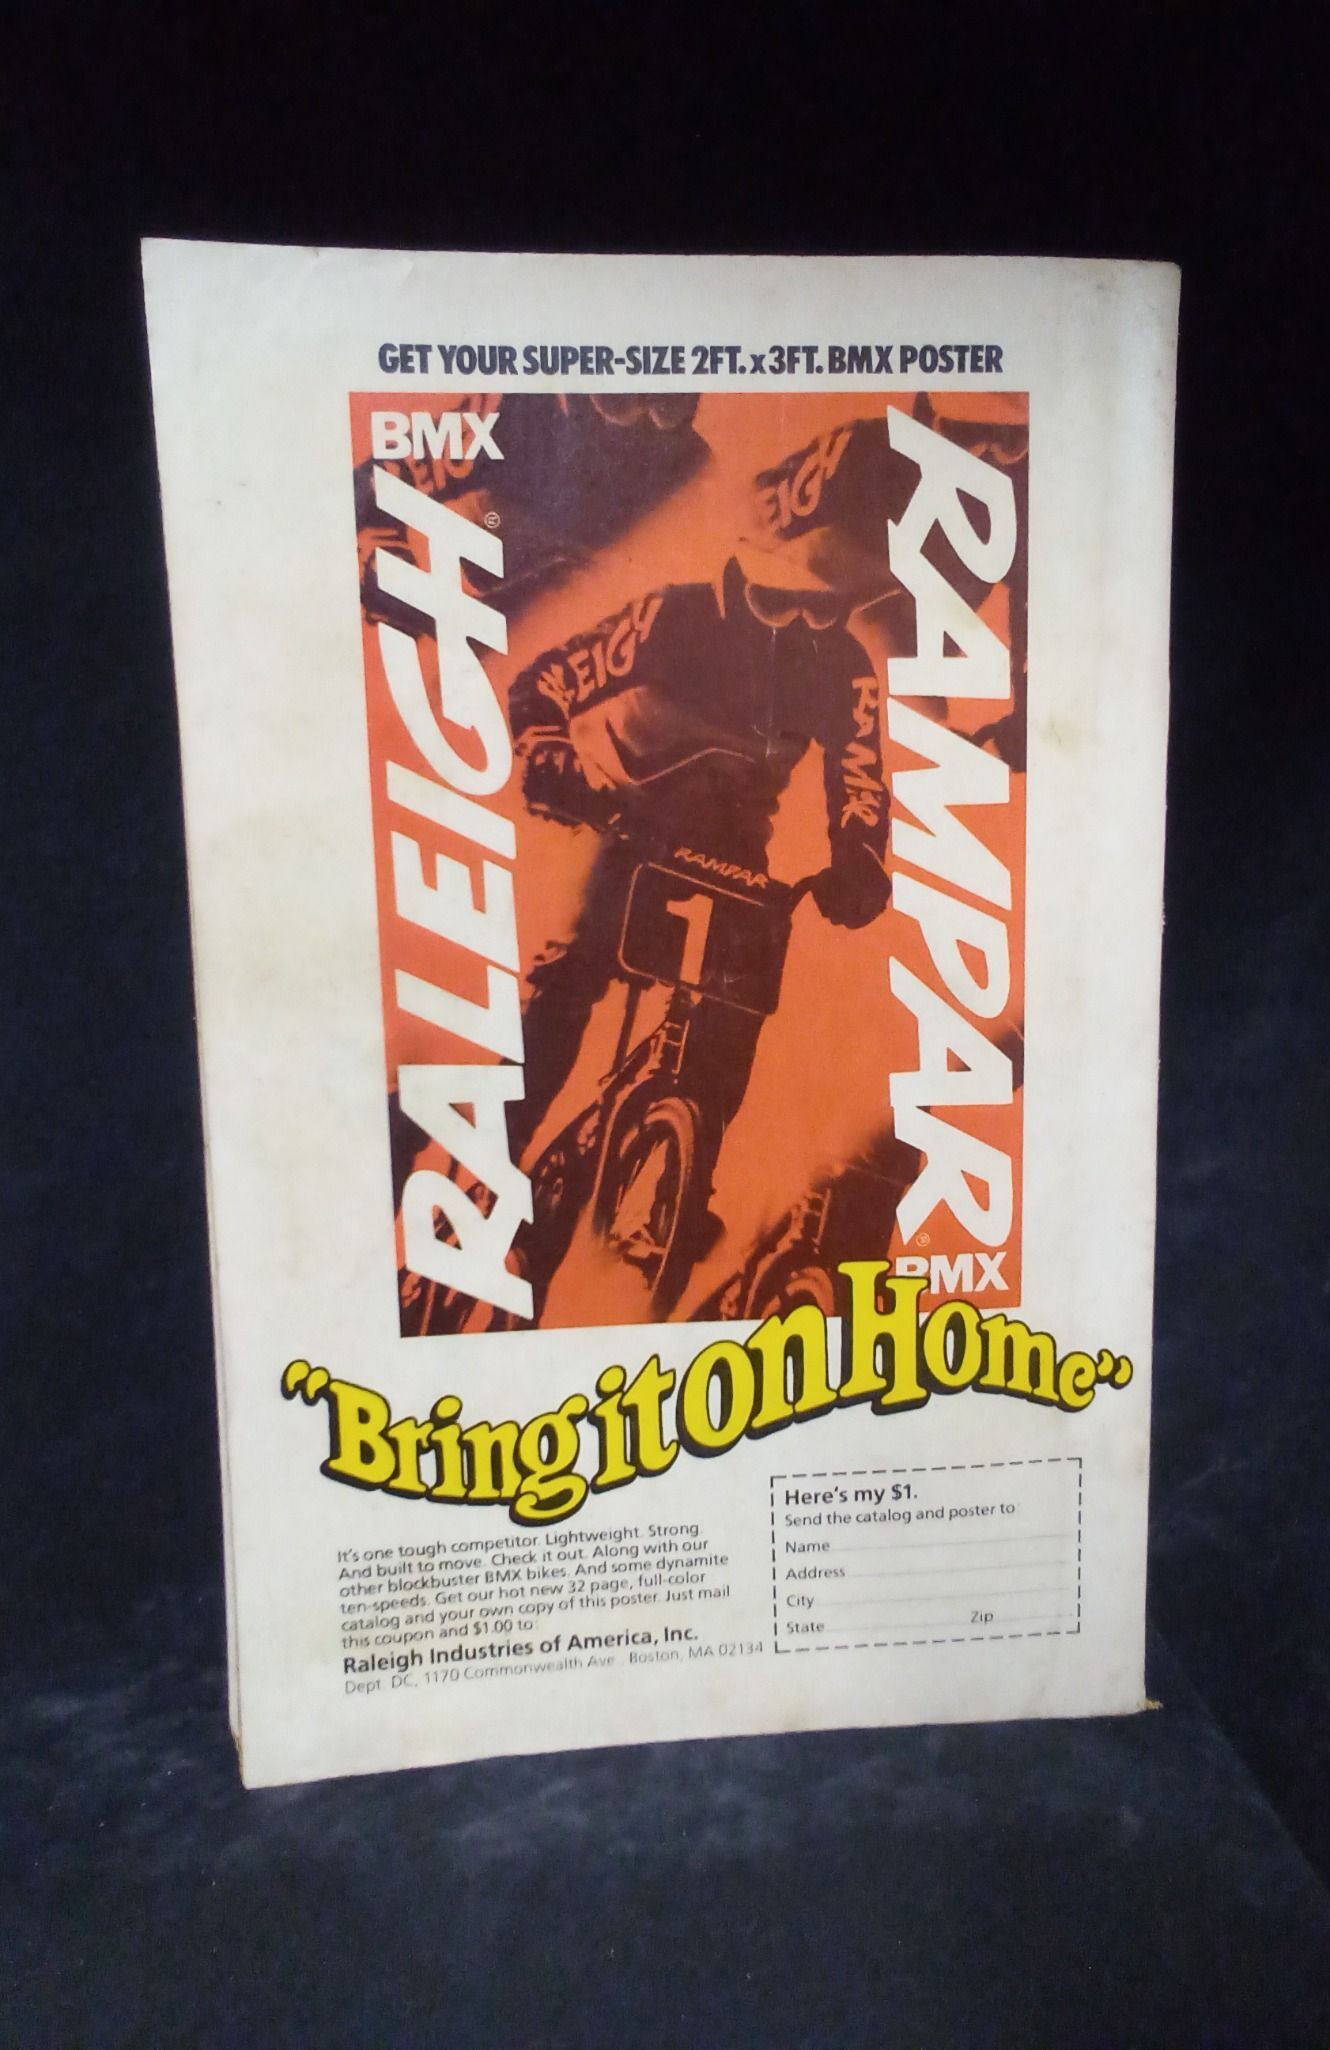 GET YOUR SUPER-SIZE 2FT. x 3FT. BMX POSTER
BMX
RALEIGH®
RAMPAR®
BMX
EIGH
LEIGH
RAMPAR
RAMPAR
1
"Bring it on Home"
It's one tough competitor. Lightweight. Strong.
And built to move. Check it out. Along with our
other blockbuster BMX bikes. And some dynamite
ten-speeds. Get our hot new 32 page, full-color
catalog and your own copy of this poster. Just mail
this coupon and $1.00 to:
Raleigh Industries of America, Inc.
Dept. DC, 1170 Commonwealth Ave., Boston, MA 02134
Here's my $1.
Send the catalog and poster to:
Name
Address
City
State Zip